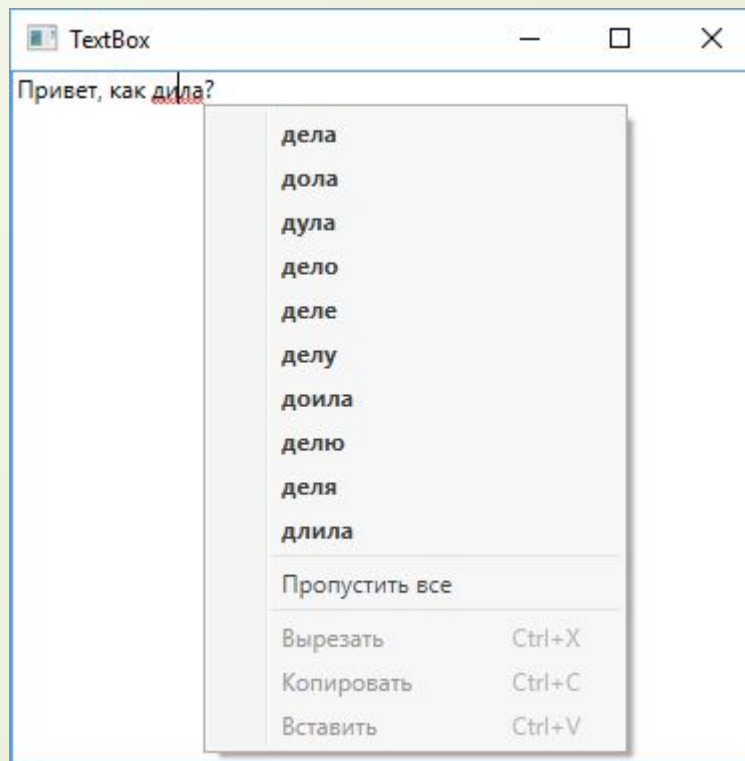 TextBox
Привет, как дила?
дела
дола
дула
дело
деле
делу
доила
делю
деля
длила
Пропустить все
Вырезать Ctrl+X
Копировать Ctrl+C
Вставить Ctrl+V